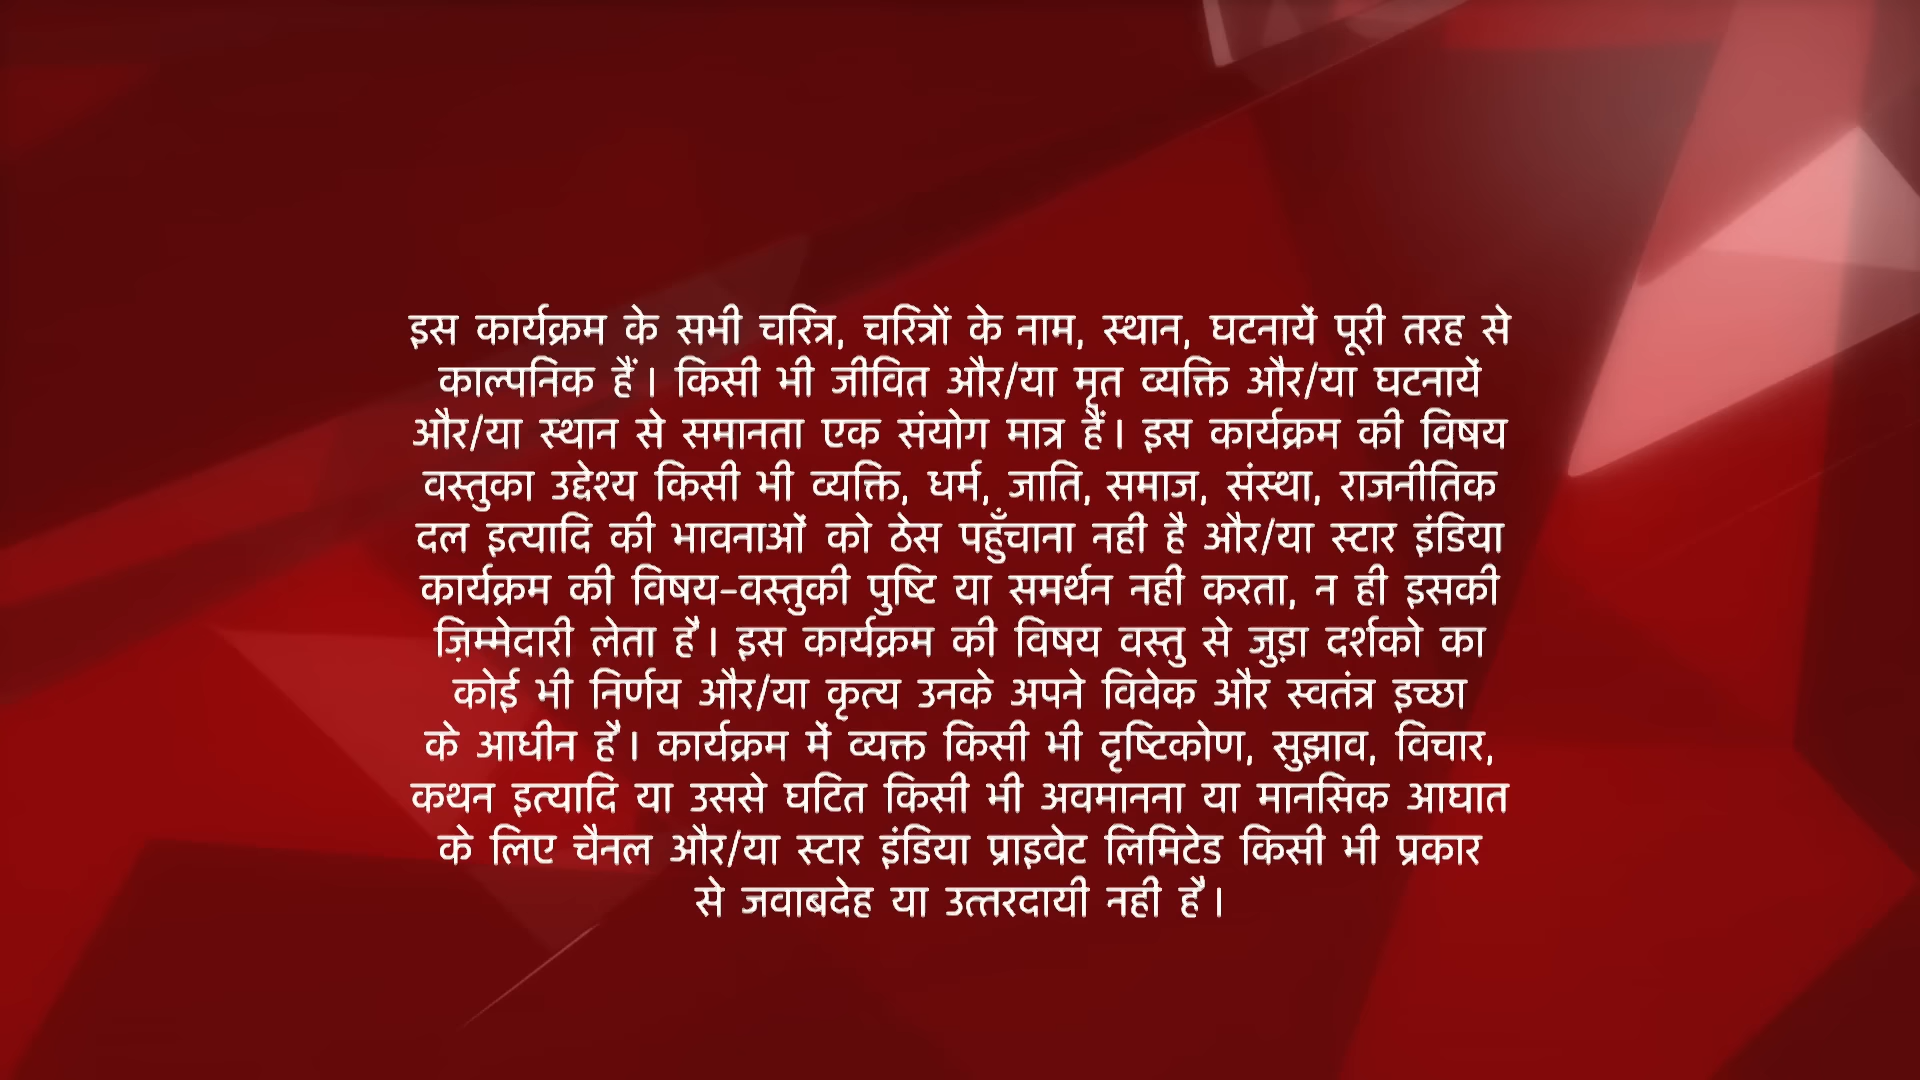 इस कार्यक्रम के सभी चरित्र, चरित्रों के नाम, स्थान, घटनायें पूरी तरह से
काल्पनिक हैं। किसी भी जीवित और/या मृत व्यक्ति और/या घटनायें
और/या स्थान से समानता एक संयोग मात्र हैं। इस कार्यक्रम की विषय
वस्तुका उद्देश्य किसी भी व्यक्ति, धर्म, जाति, समाज, संस्था, राजनीतिक
दल इत्यादि की भावनाओं को ठेस पहुँचाना नही है और/या स्टार इंडिया
कार्यक्रम की विषय-वस्तुकी पुष्टि या समर्थन नहीं करता, न ही इसकी
ज़िम्मेदारी लेता है। इस कार्यक्रम की विषय वस्तु से जुड़ा दर्शको का
कोई भी निर्णय और/या कृत्य उनके अपने विवेक और स्वतंत्र इच्छा
के आधीन है। कार्यक्रम में व्यक्त किसी भी दृष्टिकोण, सुझाव, विचार,
कथन इत्यादि या उससे घटित किसी भी अवमानना या मानसिक आघात
के लिए चैनल और/या स्टार इंडिया प्राइवेट लिमिटेड किसी भी प्रकार
से जवाबदेह या उत्तरदायी नही है।